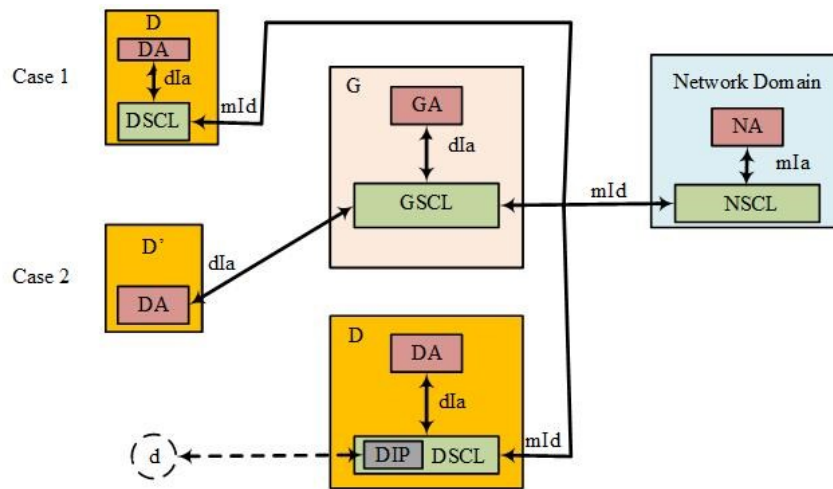 D
DA
dIa
DSCL
mId
Case 1
G
GA
dIa
GSCL
mId
Network Domain
NA
mIa
NSCL
Case 2
D’
DA
dIa
D
DA
dIa
DIP
DSCL
mId
d